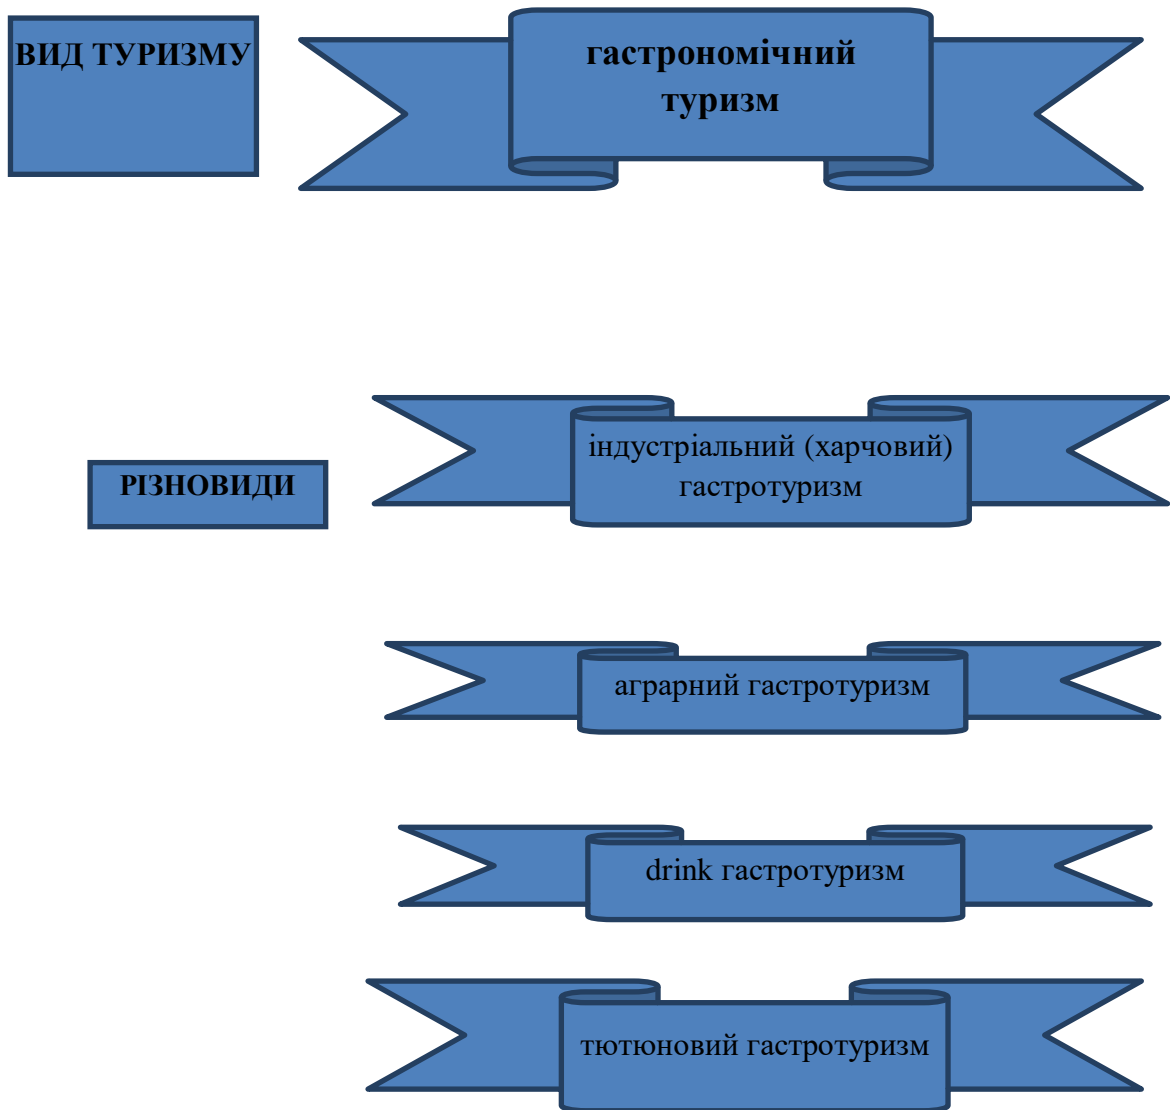 ВИД ТУРИЗМУ
гастрономічний
туризм
РІЗНОВИДИ
індустріальний (харчовий)
гастротуризм
аграрний гастротуризм
drink гастротуризм
тютюновий гастротуризм